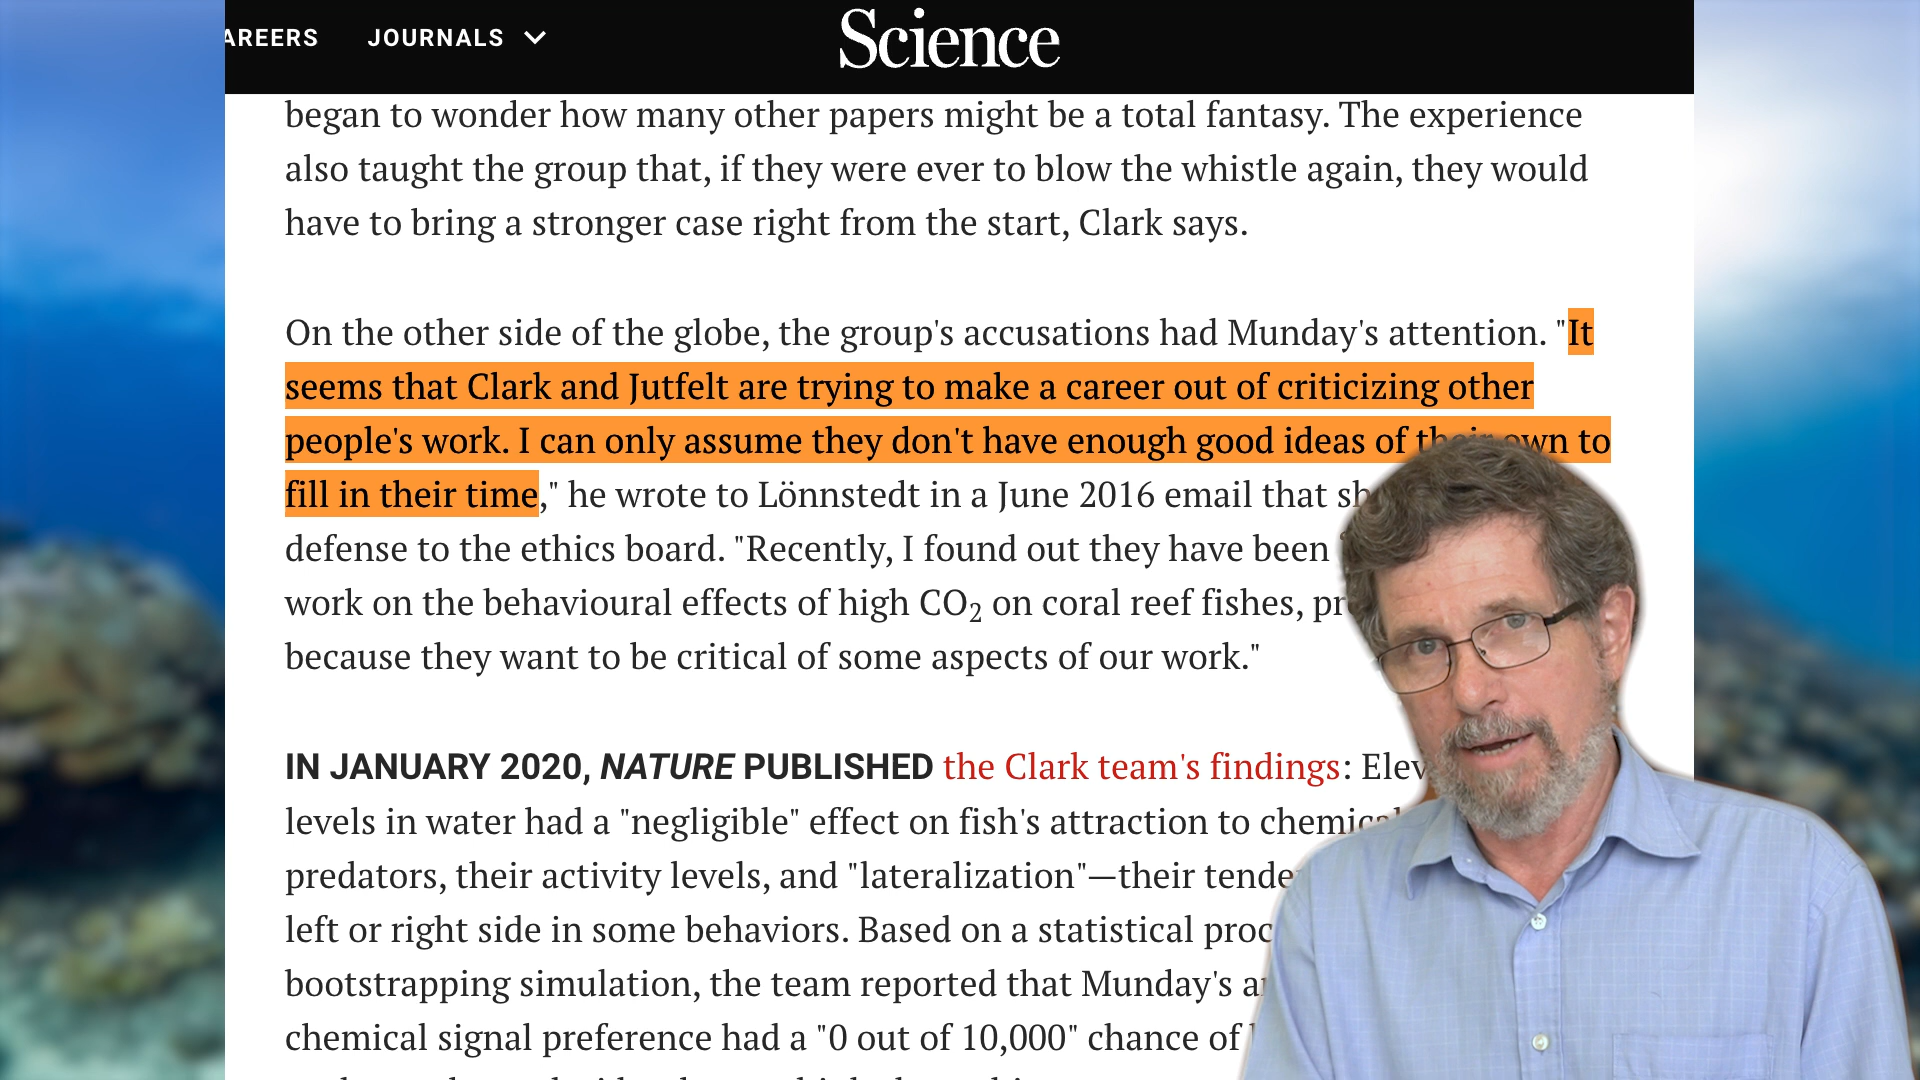 AREERS JOURNALS Science
began to wonder how many other papers might be a total fantasy. The experience
also taught the group that, if they were ever to blow the whistle again, they would
have to bring a stronger case right from the start, Clark says.
On the other side of the globe, the group's accusations had Munday's attention. "It
seems that Clark and Jutfelt are trying to make a career out of criticizing other
people's work. I can only assume they don't have enough good ideas of their own to
fill in their time," he wrote to Lönnstedt in a June 2016 email that
defense to the ethics board. "Recently, I found out they have been
work on the behavioural effects of high CO₂ on coral reef fishes,
because they want to be critical of some aspects of our work."
IN JANUARY 2020, NATURE PUBLISHED the Clark team's findings:
levels in water had a "negligible" effect on fish's attraction to
predators, their activity levels, and "lateralization"—their
left or right side in some behaviors. Based on a statistical
bootstrapping simulation, the team reported that Munday's
chemical signal preference had a "0 out of 10,000" chance of